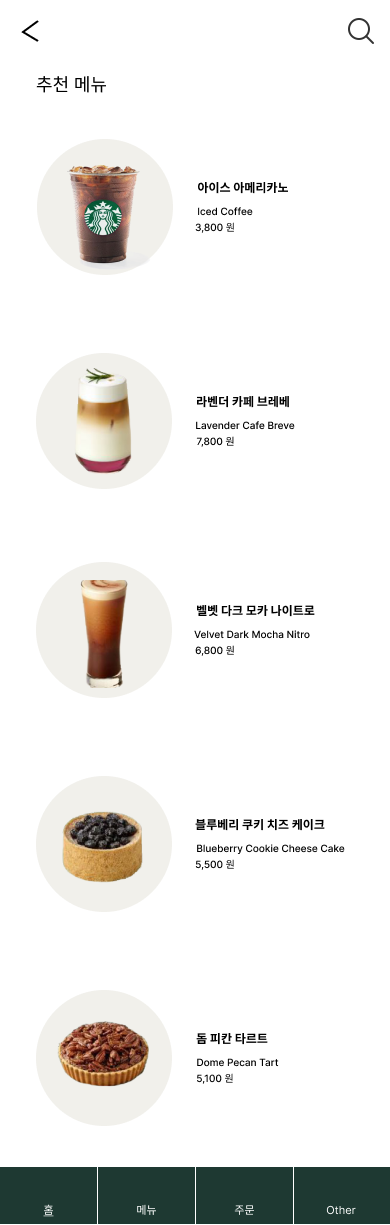 추천 메뉴
아이스 아메리카노
Iced Coffee
3,800 원
라벤더 카페 브레베
Lavender Cafe Breve
7,800 원
벨벳 다크 모카 나이트로
Velvet Dark Mocha Nitro
6,800 원
블루베리 쿠키 치즈 케이크
Blueberry Cookie Cheese Cake
5,500 원
돔 피칸 타르트
Dome Pecan Tart
5,100 원
홈 메뉴 주문 Other